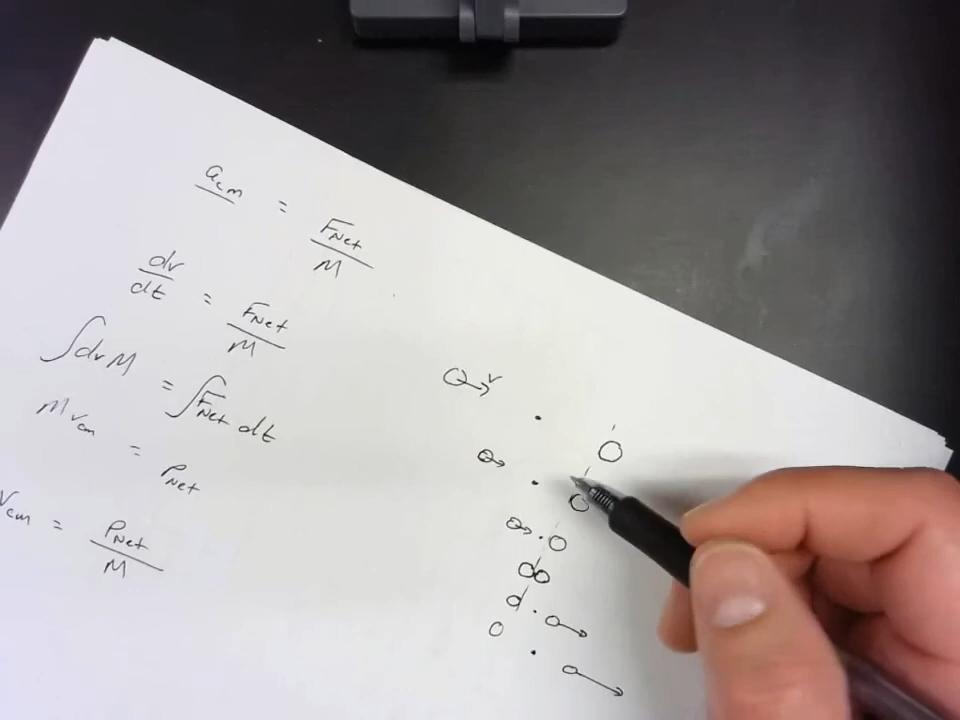 a_cm = F_Net / M
dv/dt = F_Net / M
∫dv M = ∫F_Net dt
M v_cm = P_Net
v_cm = P_Net / M
v